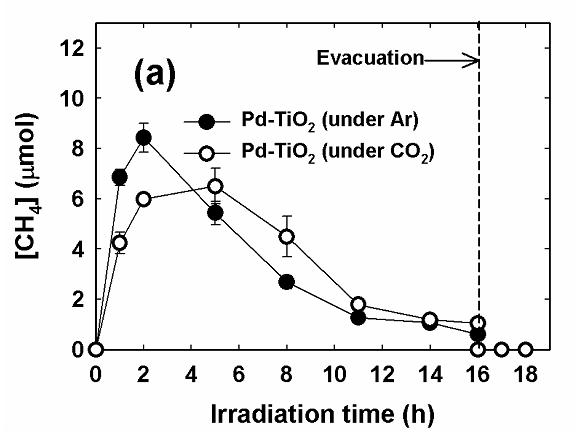 12
10
8
6
4
2
0
[CH4] (μmol)
(a)
Evacuation
Pd-TiO2 (under Ar)
Pd-TiO2 (under CO2)
0 2 4 6 8 10 12 14 16 18
Irradiation time (h)